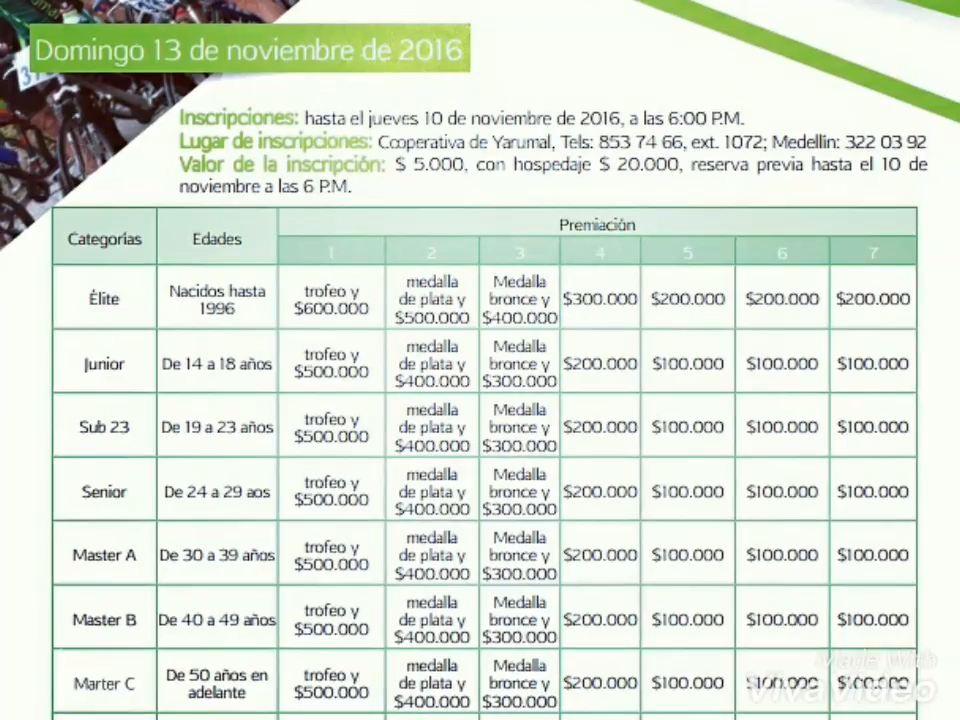 Domingo 13 de noviembre de 2016
Inscripciones: hasta el jueves 10 de noviembre de 2016, a las 6:00 P.M.
Lugar de inscripciones: Cooperativa de Yarumal, Tels: 853 74 66, ext. 1072; Medellín: 322 03 92
Valor de la inscripción: $ 5.000, con hospedaje $ 20.000, reserva previa hasta el 10 de
noviembre a las 6 P.M.
Categorías Edades Premiación
1 2 3 4 5 6 7
Élite Nacidos hasta 1996 trofeo y $600.000 medalla de plata y $500.000 Medalla bronce y $400.000 $300.000 $200.000 $200.000 $200.000
Junior De 14 a 18 años trofeo y $500.000 medalla de plata y $400.000 Medalla bronce y $300.000 $200.000 $100.000 $100.000 $100.000
Sub 23 De 19 a 23 años trofeo y $500.000 medalla de plata y $400.000 Medalla bronce y $300.000 $200.000 $100.000 $100.000 $100.000
Senior De 24 a 29 aos trofeo y $500.000 medalla de plata y $400.000 Medalla bronce y $300.000 $200.000 $100.000 $100.000 $100.000
Master A De 30 a 39 años trofeo y $500.000 medalla de plata y $400.000 Medalla bronce y $300.000 $200.000 $100.000 $100.000 $100.000
Master B De 40 a 49 años trofeo y $500.000 medalla de plata y $400.000 Medalla bronce y $300.000 $200.000 $100.000 $100.000 $100.000
Marter C De 50 años en adelante trofeo y $500.000 medalla de plata y $400.000 Medalla bronce y $300.000 $200.000 $100.000 $100.000 $100.000
Made With
VivaVideo